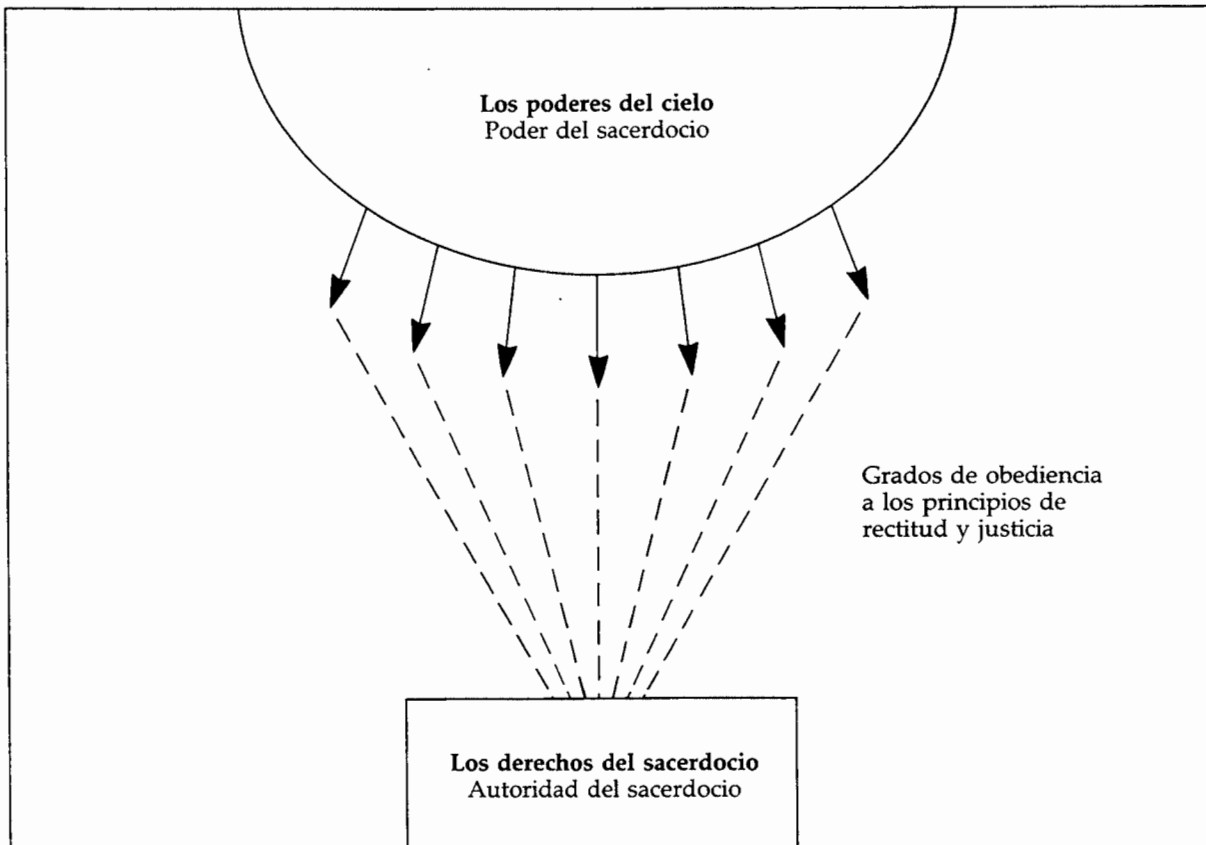 Los poderes del cielo
Poder del sacerdocio
Grados de obediencia
a los principios de
rectitud y justicia
Los derechos del sacerdocio
Autoridad del sacerdocio